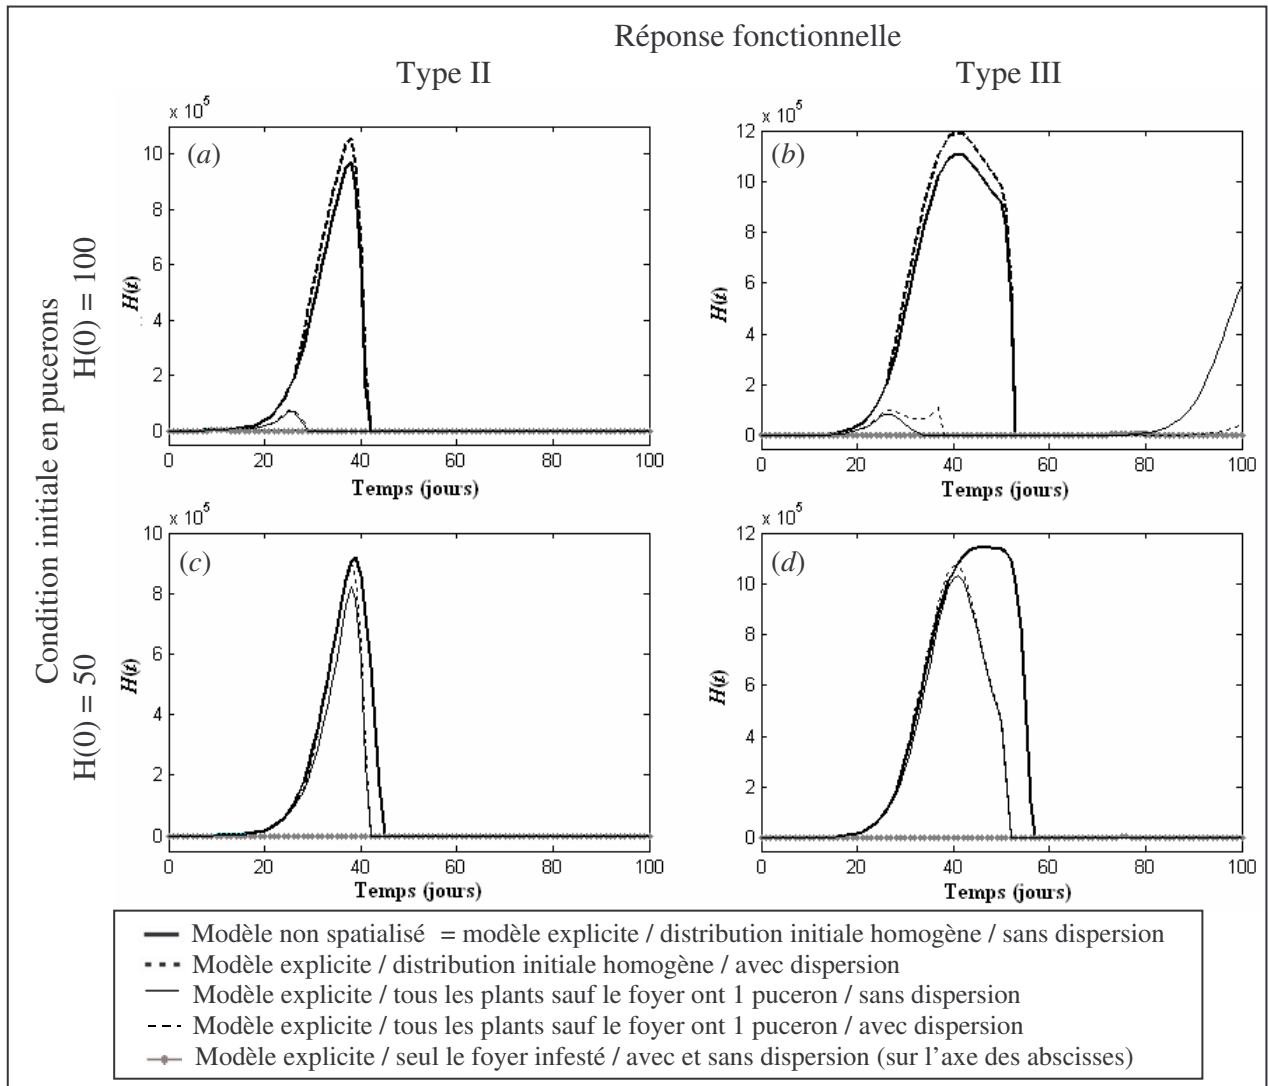 Réponse fonctionnelle
Type II
Type III
Condition initiale en pucerons
H(0) = 100
H(0) = 50
x 10^5
(a)
10
8
6
4
2
0
H(t)
0 20 40 60 80 100
Temps (jours)
x 10^5
(b)
12
10
8
6
4
2
0
H(t)
0 20 40 60 80 100
Temps (jours)
x 10^5
(c)
10
8
6
4
2
0
H(t)
0 20 40 60 80 100
Temps (jours)
x 10^5
(d)
12
10
8
6
4
2
0
H(t)
0 20 40 60 80 100
Temps (jours)
Modèle non spatialisé = modèle explicite / distribution initiale homogène / sans dispersion
Modèle explicite / distribution initiale homogène / avec dispersion
Modèle explicite / tous les plants sauf le foyer ont 1 puceron / sans dispersion
Modèle explicite / tous les plants sauf le foyer ont 1 puceron / avec dispersion
Modèle explicite / seul le foyer infesté / avec et sans dispersion (sur l'axe des abscisses)